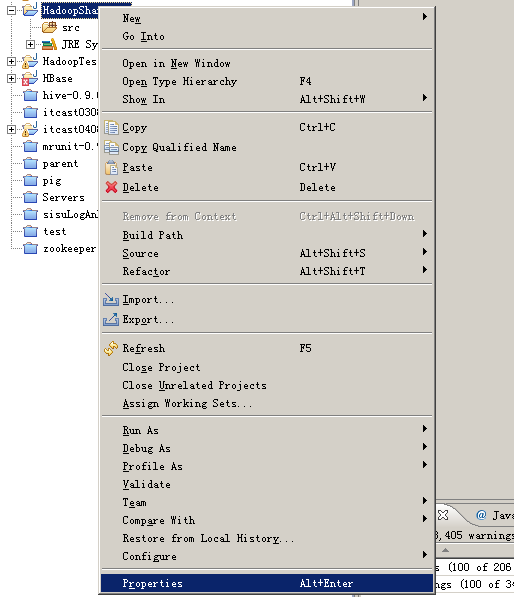 HadoopSha
src
JRE Sy
HadoopTes
HBase
hive-0.9.
itcast0308
itcast0408
mrunit-0.
parent
pig
Servers
sisuLogAn
test
zookeeper
New
Go Into
Open in New Window
Open Type Hierarchy F4
Show In Alt+Shift+W
Copy Ctrl+C
Copy Qualified Name
Paste Ctrl+V
Delete Delete
Remove from Context Ctrl+Alt+Shift+Down
Build Path
Source Alt+Shift+S
Refactor Alt+Shift+T
Import...
Export...
Refresh F5
Close Project
Close Unrelated Projects
Assign Working Sets...
Run As
Debug As
Profile As
Validate
Team
Compare With
Restore from Local History...
Configure
Properties Alt+Enter
@ Java
,405 warnings
s (100 of 206
ngs (100 of 34